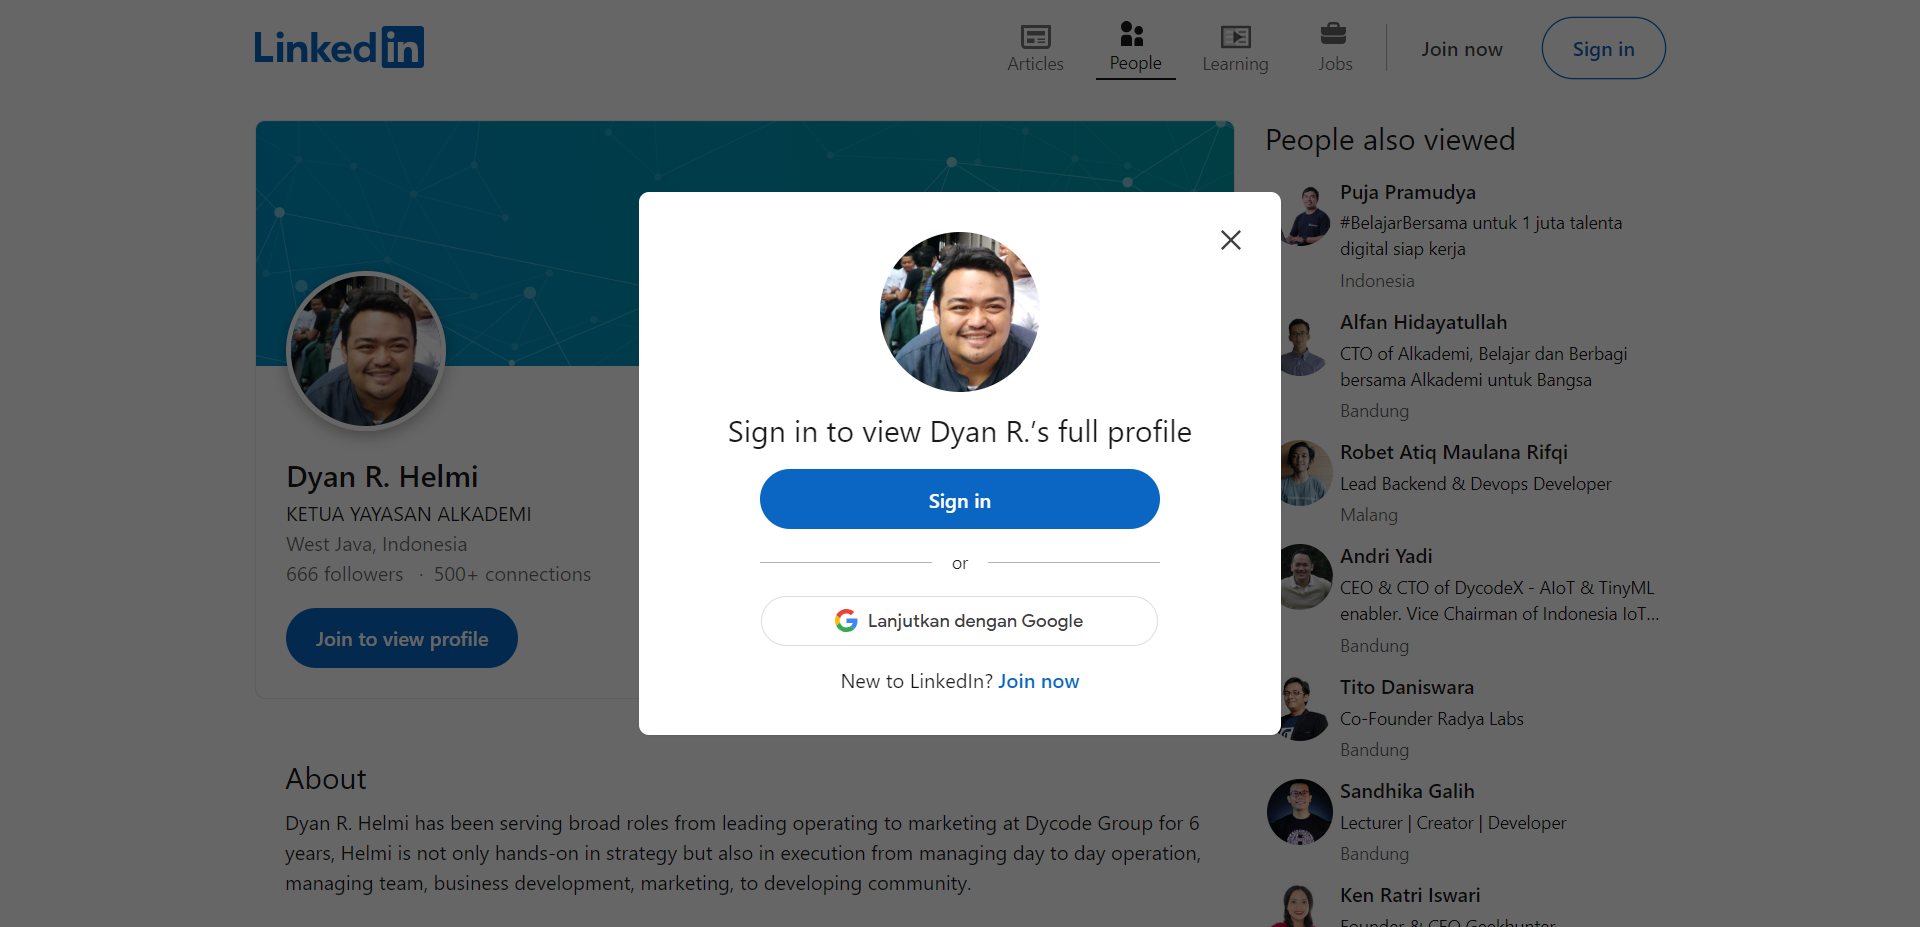 Linked in
Articles
People
Learning
Jobs
Join now
Sign in
Sign in to view Dyan R.’s full profile
Sign in
or
Lanjutkan dengan Google
New to LinkedIn? Join now
Dyan R. Helmi
KETUA YAYASAN ALKADEMI
West Java, Indonesia
666 followers · 500+ connections
Join to view profile
About
Dyan R. Helmi has been serving broad roles from leading operating to marketing at Dycode Group for 6
years, Helmi is not only hands-on in strategy but also in execution from managing day to day operation,
managing team, business development, marketing, to developing community.
People also viewed
Puja Pramudya
#BelajarBersama untuk 1 juta talenta
digital siap kerja
Indonesia
Alfan Hidayatullah
CTO of Alkademi, Belajar dan Berbagi
bersama Alkademi untuk Bangsa
Bandung
Robet Atiq Maulana Rifqi
Lead Backend & Devops Developer
Malang
Andri Yadi
CEO & CTO of DycodeX - AIoT & TinyML
enabler. Vice Chairman of Indonesia IoT...
Bandung
Tito Daniswara
Co-Founder Radya Labs
Bandung
Sandhika Galih
Lecturer | Creator | Developer
Bandung
Ken Ratri Iswari
Founder & CEO Geekhunter